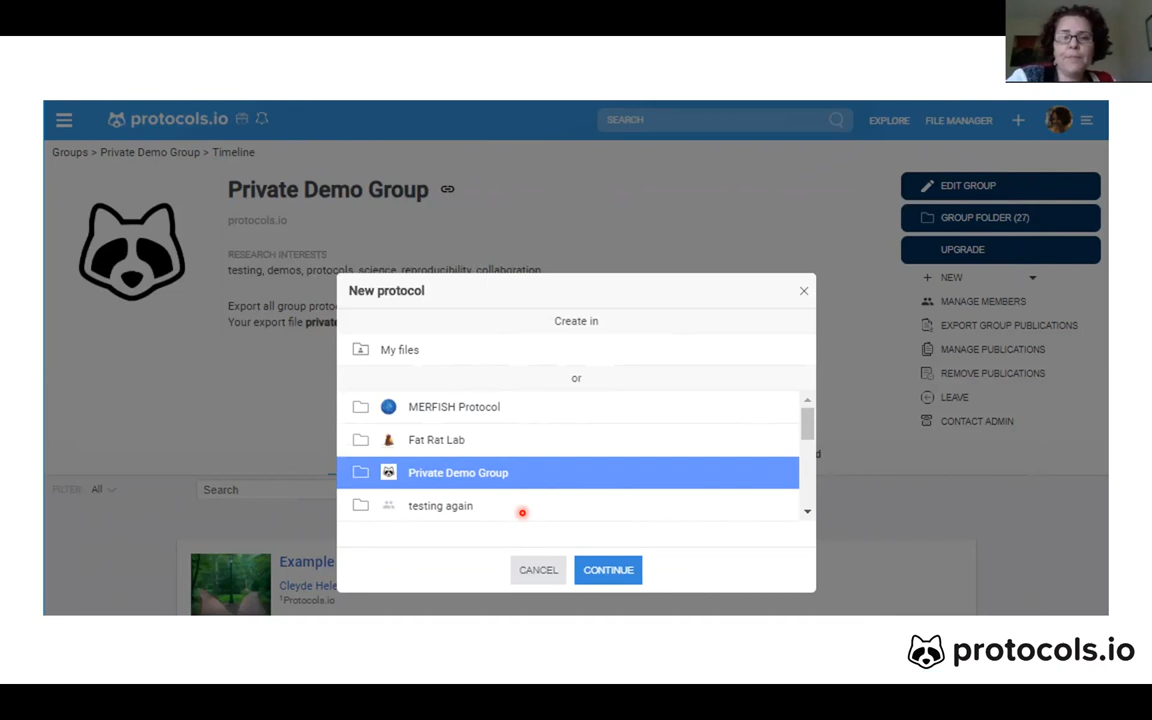 protocols.io
SEARCH
EXPLORE
FILE MANAGER
Groups > Private Demo Group > Timeline
Private Demo Group
protocols.io
RESEARCH INTERESTS
testing, demos, protocols, science, reproducibility, collaboration
Export all group proto
Your export file private
EDIT GROUP
GROUP FOLDER (27)
UPGRADE
NEW
MANAGE MEMBERS
EXPORT GROUP PUBLICATIONS
MANAGE PUBLICATIONS
REMOVE PUBLICATIONS
LEAVE
CONTACT ADMIN
New protocol
Create in
My files
or
MERFISH Protocol
Fat Rat Lab
Private Demo Group
testing again
CANCEL
CONTINUE
d
FILTER: All
Search
Example
Cleyde Hele
¹Protocols.io
protocols.io